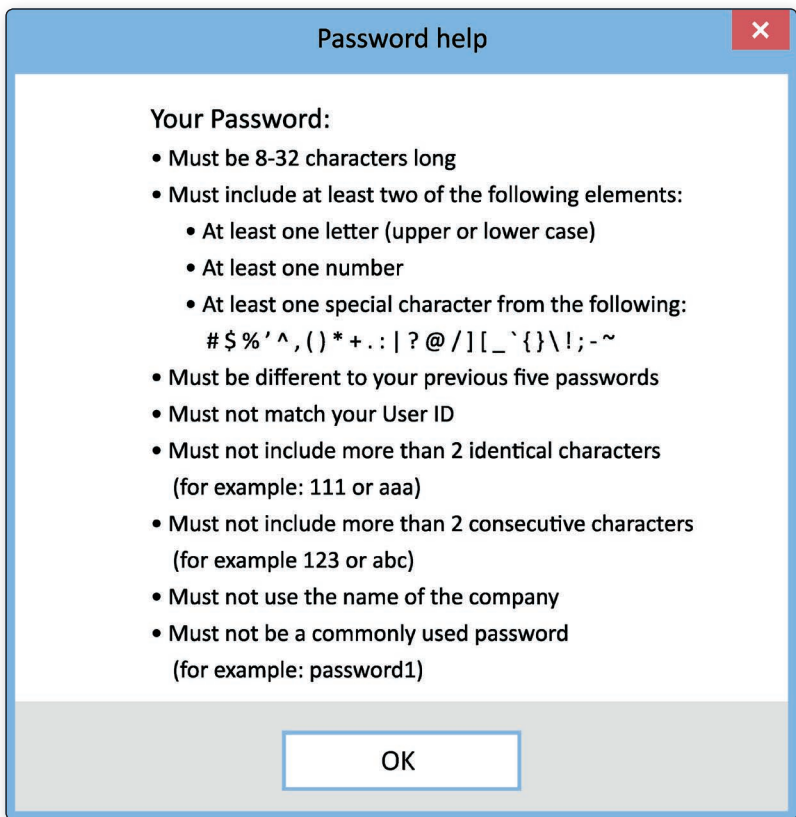 Password help
Your Password:
• Must be 8-32 characters long
• Must include at least two of the following elements:
• At least one letter (upper or lower case)
• At least one number
• At least one special character from the following:
# $ % ' ^ , ( ) * + . : | ? @ / ] [ _ ` { } \ ! ; - ~
• Must be different to your previous five passwords
• Must not match your User ID
• Must not include more than 2 identical characters
(for example: 111 or aaa)
• Must not include more than 2 consecutive characters
(for example 123 or abc)
• Must not use the name of the company
• Must not be a commonly used password
(for example: password1)
OK